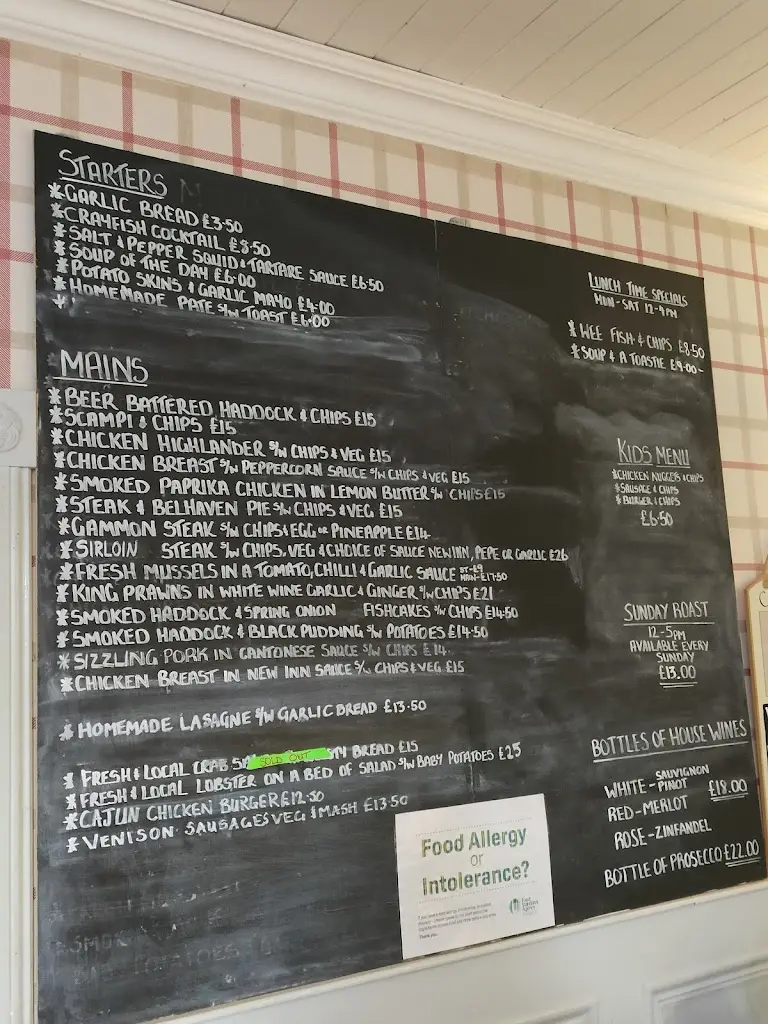 STARTERS
*GARLIC BREAD £3.50
*CRAYFISH COCKTAIL £8.50
*SALT & PEPPER SQUID & TARTARE SAUCE £6.50
*SOUP OF THE DAY £6.00
*POTATO SKINS & GARLIC MAYO £4.00
*HOMEMADE PATE S/W TOAST £6.00
MAINS
*BEER BATTERED HADDOCK & CHIPS £15
*SCAMPI & CHIPS £15
*CHICKEN HIGHLANDER S/W CHIPS & VEG £15
*CHICKEN BREAST S/W PEPPERCORN SAUCE S/W CHIPS & VEG £15
*SMOKED PAPRIKA CHICKEN IN LEMON BUTTER S/W CHIPS £15
*STEAK & BELHAVEN PIE S/W CHIPS & VEG £15
*GAMMON STEAK S/W CHIPS & EGG OR PINEAPPLE £14
*SIRLOIN STEAK S/W CHIPS, VEG & CHOICE OF SAUCE NEW INN, PEPE OR GARLIC £26
*FRESH MUSSELS IN A TOMATO, CHILLI & GARLIC SAUCE ST-£9 MAIN-£17.50
*KING PRAWNS IN WHITE WINE GARLIC & GINGER S/W CHIPS £21
*SMOKED HADDOCK & SPRING ONION FISHCAKES S/W CHIPS £14.50
*SMOKED HADDOCK & BLACK PUDDING S/W POTATOES £14.50
*SIZZLING PORK IN CANTONESE SAUCE S/W CHIPS £14
*CHICKEN BREAST IN NEW INN SAUCE S/W CHIPS & VEG £15
*HOMEMADE LASAGNE S/W GARLIC BREAD £13.50
*FRESH & LOCAL CRAB SOLD OUT BREAD £15
*FRESH & LOCAL LOBSTER ON A BED OF SALAD S/W BABY POTATOES £25
*CAJUN CHICKEN BURGER £12.50
*VENISON SAUSAGES VEG & MASH £13.50
LUNCH TIME SPECIALS
MON-SAT 12-4PM
*WEE FISH & CHIPS £8.50
*SOUP & A TOASTIE £9.00-
KIDS MENU
*CHICKEN NUGGETS & CHIPS
*SAUSAGE & CHIPS
*BURGER & CHIPS
£6.50
SUNDAY ROAST
12-5PM
AVAILABLE EVERY
SUNDAY
£13.00
BOTTLES OF HOUSE WINES
WHITE-SAUVIGNON
-PINOT £18.00
RED-MERLOT
ROSE-ZINFANDEL
BOTTLE OF PROSECCO £22.00
Food Allergy
or
Intolerance?
Thank you.
Food
Standards
Agency